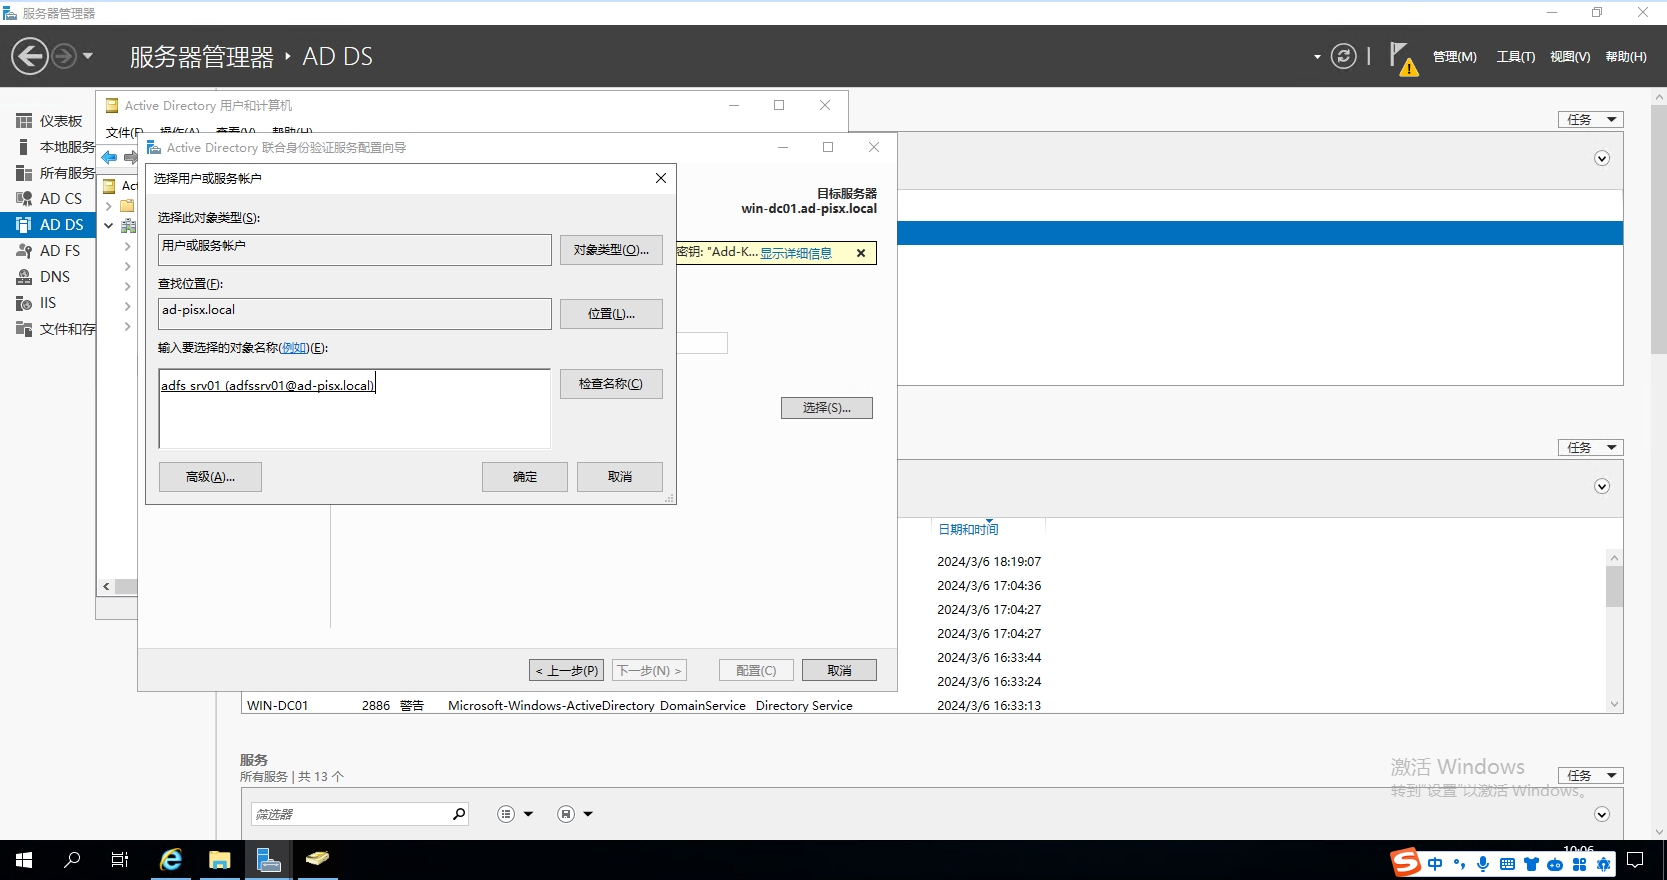 服务器管理器
服务器管理器 · AD DS
管理(M) 工具(T) 视图(V) 帮助(H)
仪表板
本地服务
所有服务
AD CS
AD DS
AD FS
DNS
IIS
文件和存
Active Directory 用户和计算机
文件(F) 操作(A) 查看(V) 帮助(H)
Act
Active Directory 联合身份验证服务配置向导
目标服务器
win-dc01.ad-pisx.local
密钥: "Add-K... 显示详细信息
选择(S)...
< 上一步(P) 下一步(N) > 配置(C) 取消
选择用户或服务帐户
选择此对象类型(S):
用户或服务帐户
对象类型(O)...
查找位置(F):
ad-pisx.local
位置(L)...
输入要选择的对象名称(例如)(E):
adfs srv01 (adfssrv01@ad-pisx.local)
检查名称(C)
高级(A)...
确定
取消
任务
任务
日期和时间
2024/3/6 18:19:07
2024/3/6 17:04:36
2024/3/6 17:04:27
2024/3/6 17:04:27
2024/3/6 16:33:44
2024/3/6 16:33:24
WIN-DC01 2886 警告 Microsoft-Windows-ActiveDirectory_DomainService Directory Service 2024/3/6 16:33:13
服务
所有服务 | 共 13 个
任务
筛选器
激活 Windows
转到"设置"以激活 Windows。
10:06
中